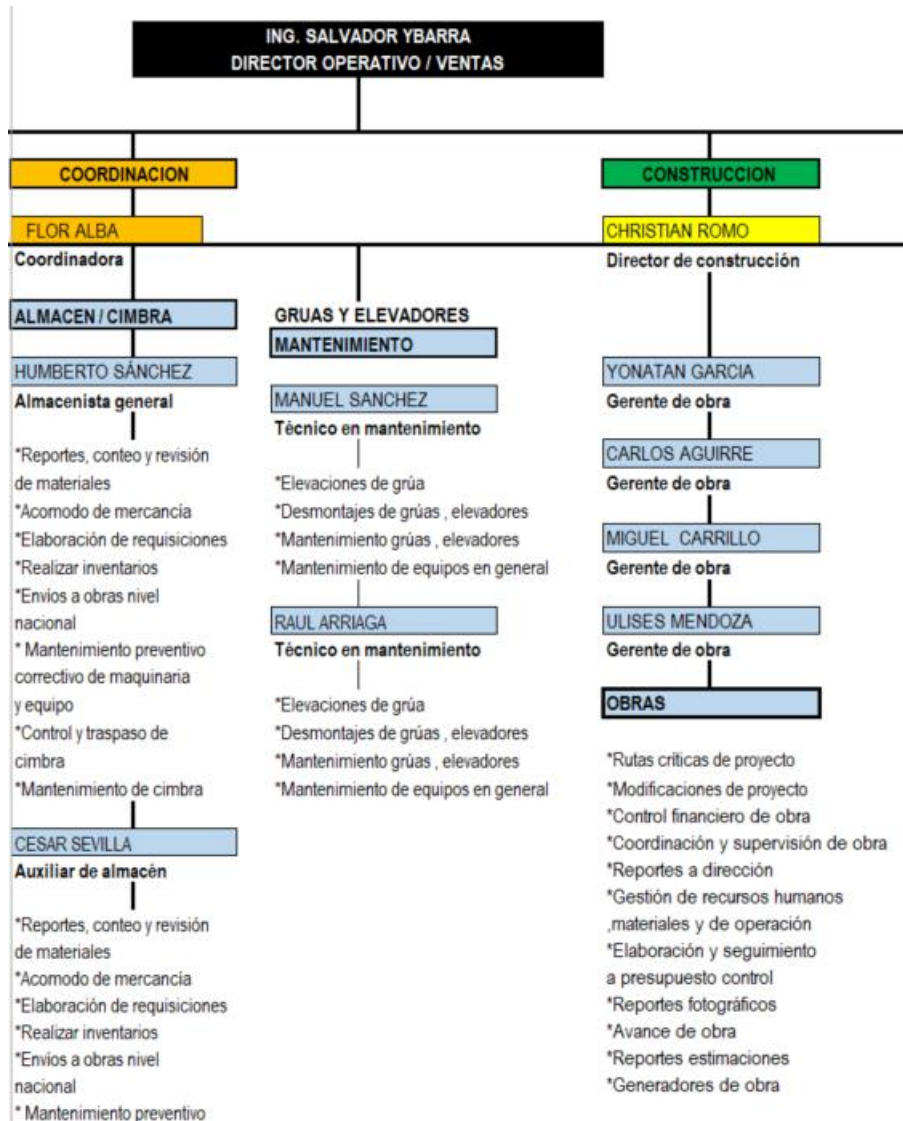 ING. SALVADOR YBARRA
DIRECTOR OPERATIVO / VENTAS
COORDINACION
FLOR ALBA
Coordinadora
ALMACEN / CIMBRA
HUMBERTO SÁNCHEZ
Almacenista general
*Reportes, conteo y revisión
de materiales
*Acomodo de mercancía
*Elaboración de requisiciones
*Realizar inventarios
*Envíos a obras nivel
nacional
* Mantenimiento preventivo
correctivo de maquinaria
y equipo
*Control y traspaso de
cimbra
*Mantenimiento de cimbra
CESAR SEVILLA
Auxiliar de almacén
*Reportes, conteo y revisión
de materiales
*Acomodo de mercancía
*Elaboración de requisiciones
*Realizar inventarios
*Envíos a obras nivel
nacional
* Mantenimiento preventivo
GRUAS Y ELEVADORES
MANTENIMIENTO
MANUEL SANCHEZ
Técnico en mantenimiento
*Elevaciones de grúa
*Desmontajes de grúas , elevadores
*Mantenimiento grúas , elevadores
*Mantenimiento de equipos en general
RAUL ARRIAGA
Técnico en mantenimiento
*Elevaciones de grúa
*Desmontajes de grúas , elevadores
*Mantenimiento grúas , elevadores
*Mantenimiento de equipos en general
CONSTRUCCION
CHRISTIAN ROMO
Director de construcción
YONATAN GARCIA
Gerente de obra
CARLOS AGUIRRE
Gerente de obra
MIGUEL CARRILLO
Gerente de obra
ULISES MENDOZA
Gerente de obra
OBRAS
*Rutas críticas de proyecto
*Modificaciones de proyecto
*Control financiero de obra
*Coordinación y supervisión de obra
*Reportes a dirección
*Gestión de recursos humanos
,materiales y de operación
*Elaboración y seguimiento
a presupuesto control
*Reportes fotográficos
*Avance de obra
*Reportes estimaciones
*Generadores de obra